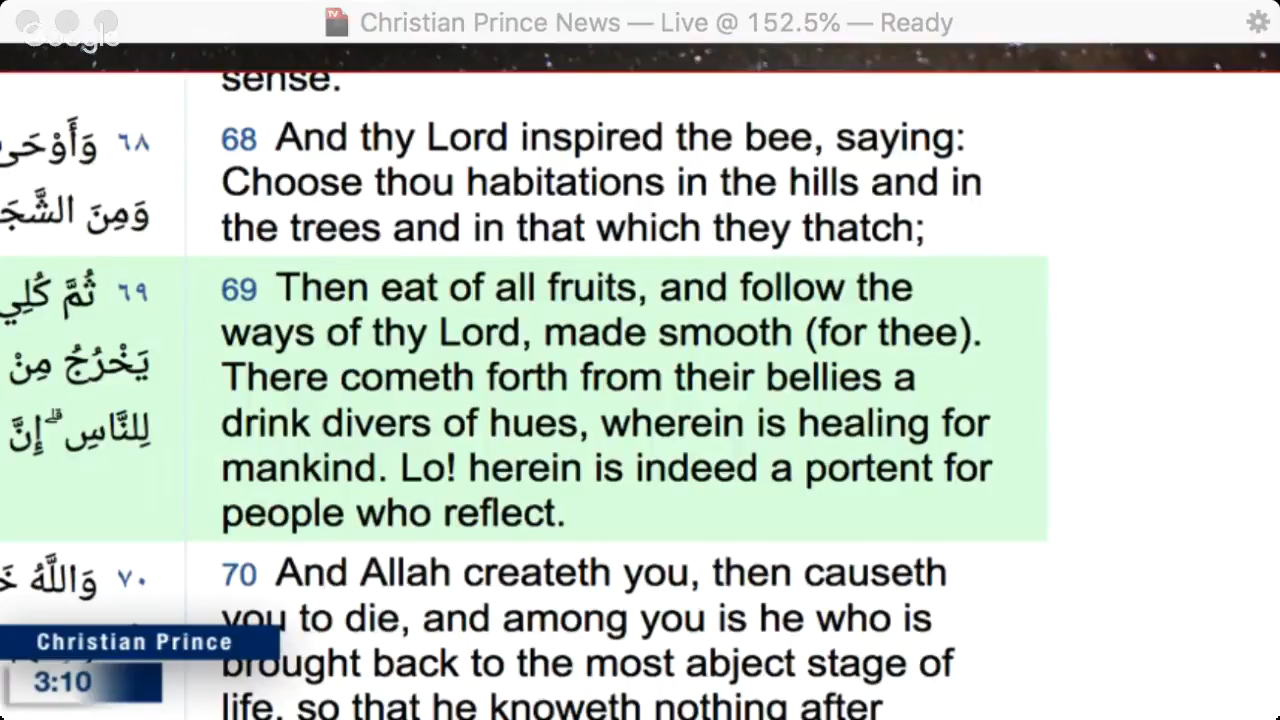 Christian Prince News — Live @ 152.5% — Ready
Google
sense.
٦٨ وَأَوْحَى
68 And thy Lord inspired the bee, saying:
Choose thou habitations in the hills and in
وَمِنَ الشَّجَ
the trees and in that which they thatch;
٦٩ ثُمَّ كُلِي
69 Then eat of all fruits, and follow the
ways of thy Lord, made smooth (for thee).
يَخْرُجُ مِنْ
There cometh forth from their bellies a
drink divers of hues, wherein is healing for
لِلنَّاسِ ۗ إِنَّ
mankind. Lo! herein is indeed a portent for
people who reflect.
٧٠ وَاللَّهُ خَ
70 And Allah createth you, then causeth
you to die, and among you is he who is
Christian Prince
brought back to the most abject stage of
3:10
life, so that he knoweth nothing after